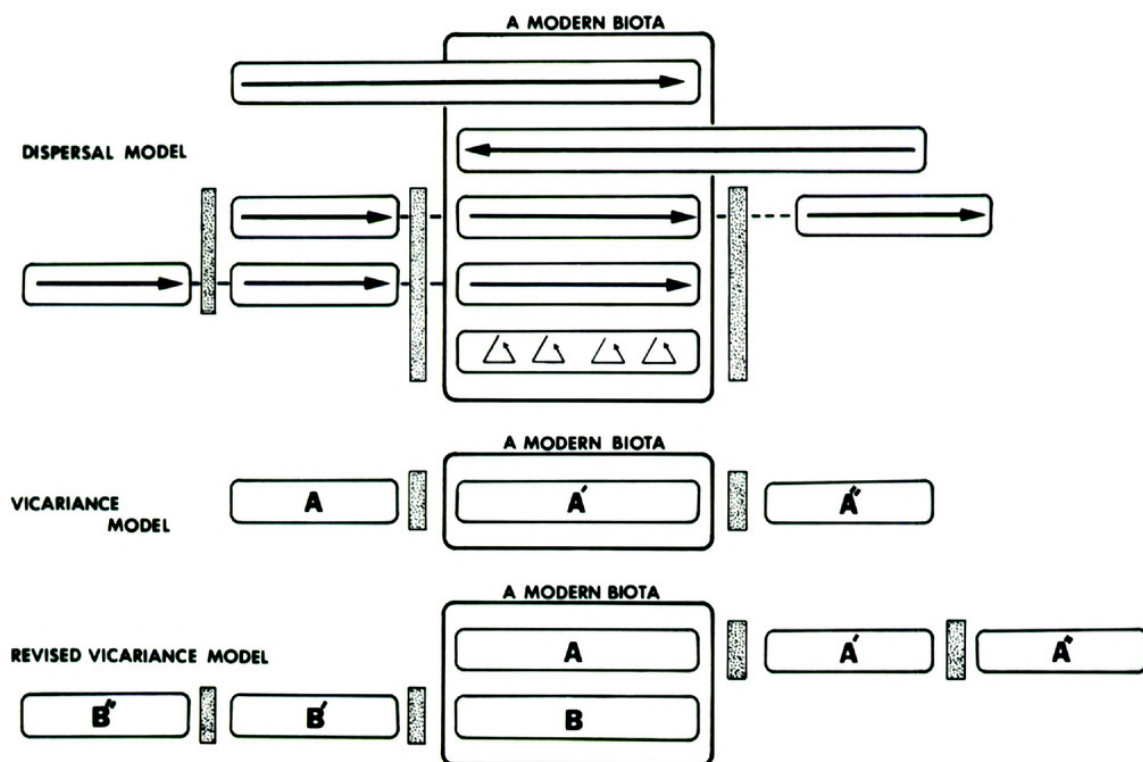 A MODERN BIOTA
DISPERSAL MODEL
A MODERN BIOTA
VICARIANCE
MODEL
A
A′
A″
A MODERN BIOTA
REVISED VICARIANCE MODEL
A
A′
A″
B″
B′
B